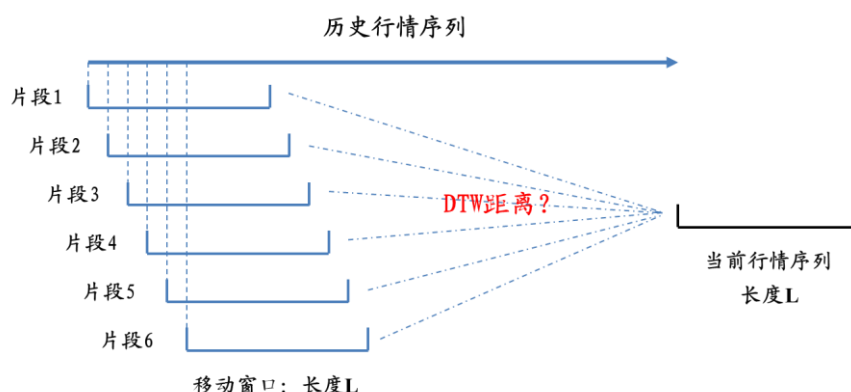 历史行情序列
片段1
片段2
片段3
DTW距离?
片段4
当前行情序列
长度L
片段5
片段6
移动窗口: 长度L